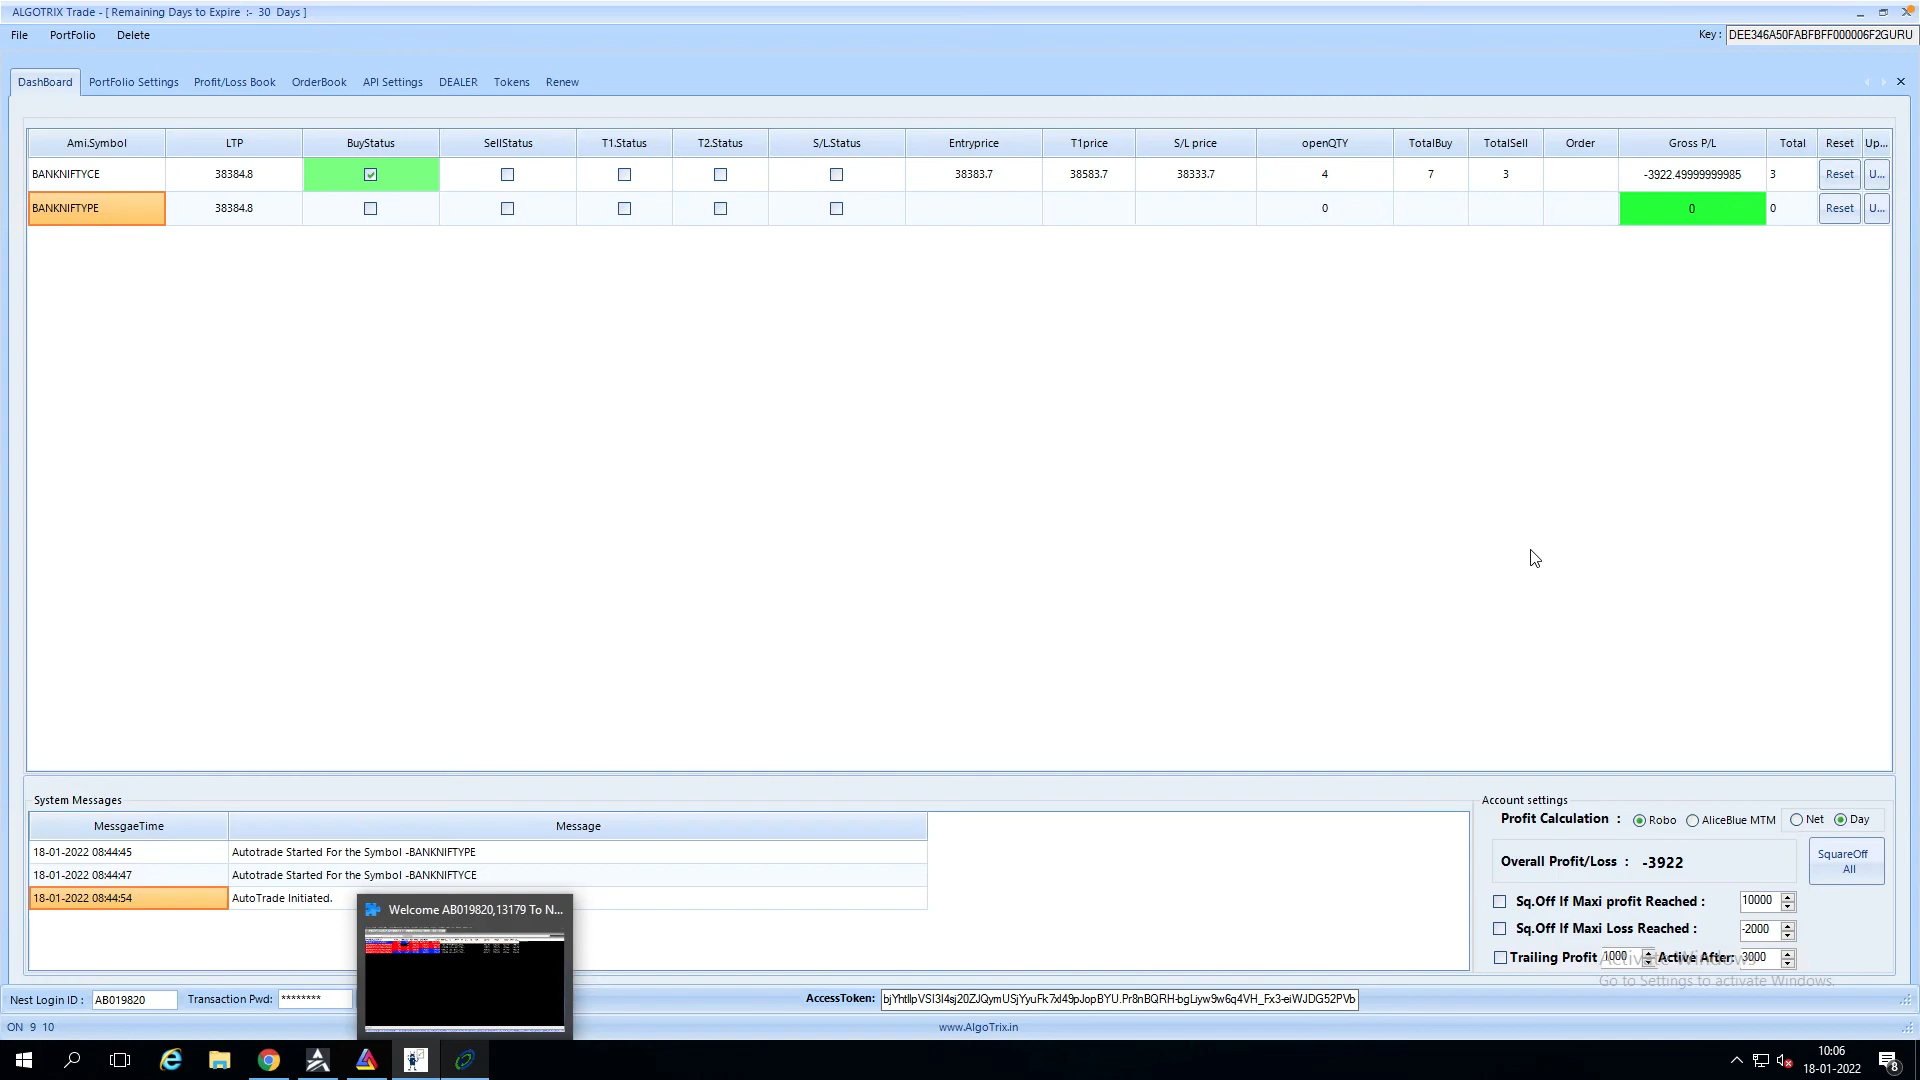 ALGOTRIX Trade - [ Remaining Days to Expire :- 30 Days ]
File PortFolio Delete
Key : DEE346A50FABFBFF000006F2GURU
DashBoard PortFolio Settings Profit/Loss Book OrderBook API Settings DEALER Tokens Renew
Ami.Symbol LTP BuyStatus SellStatus T1.Status T2.Status S/L.Status Entryprice T1price S/L price openQTY TotalBuy TotalSell Order Gross P/L Total Reset Up...
BANKNIFTYCE 38384.8 38383.7 38583.7 38333.7 4 7 3 -3922.49999999985 3 Reset U...
BANKNIFTYPE 38384.8 0 0 0 Reset U...
System Messages
MessgaeTime Message
18-01-2022 08:44:45 Autotrade Started For the Symbol -BANKNIFTYPE
18-01-2022 08:44:47 Autotrade Started For the Symbol -BANKNIFTYCE
18-01-2022 08:44:54 AutoTrade Initiated.
Account settings
Profit Calculation : Robo AliceBlue MTM Net Day
Overall Profit/Loss : -3922
SquareOff
All
Sq.Off If Maxi profit Reached : 10000
Sq.Off If Maxi Loss Reached : -2000
Trailing Profit 1000 Active After: 3000
Activate Windows
Go to Settings to activate Windows.
Welcome AB019820,13179 To N...
Nest Login ID : AB019820 Transaction Pwd: ********
AccessToken:
ON 9 10
www.AlgoTrix.in
10:06
18-01-2022
8